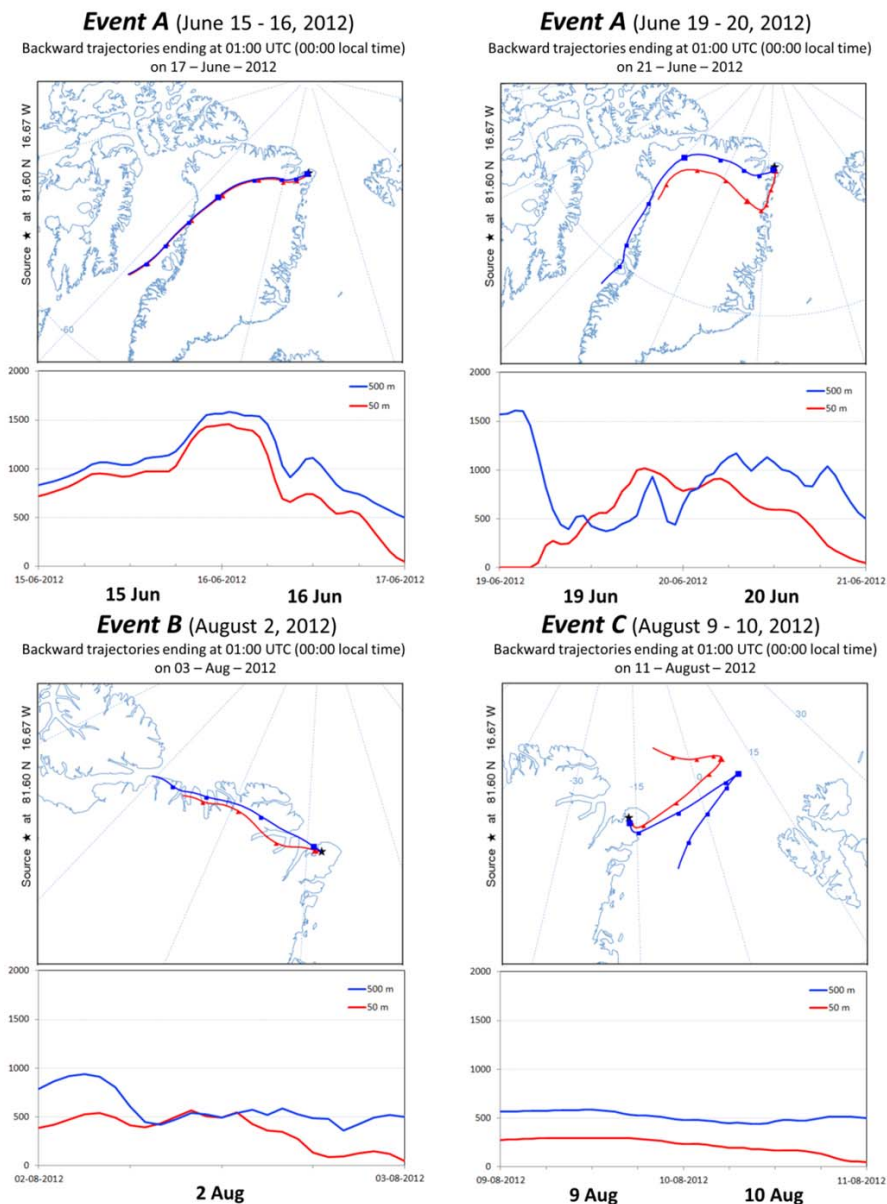 Event A (June 15 - 16, 2012)
Backward trajectories ending at 01:00 UTC (00:00 local time)
on 17 – June – 2012
Source ★ at 81.60 N 16.67 W
-60
2000
1500
1000
500
0
500 m
50 m
15-06-2012
16-06-2012
17-06-2012
15 Jun
16 Jun
Event A (June 19 - 20, 2012)
Backward trajectories ending at 01:00 UTC (00:00 local time)
on 21 – June – 2012
Source ★ at 81.60 N 16.67 W
70
2000
1500
1000
500
0
500 m
50 m
19-06-2012
20-06-2012
21-06-2012
19 Jun
20 Jun
Event B (August 2, 2012)
Backward trajectories ending at 01:00 UTC (00:00 local time)
on 03 – Aug – 2012
Source ★ at 81.60 N 16.67 W
2000
1500
1000
500
0
500 m
50 m
02-08-2012
03-08-2012
2 Aug
Event C (August 9 - 10, 2012)
Backward trajectories ending at 01:00 UTC (00:00 local time)
on 11 – August – 2012
Source ★ at 81.60 N 16.67 W
30
15
0
-15
-30
2000
1500
1000
500
0
500 m
50 m
09-08-2012
10-08-2012
11-08-2012
9 Aug
10 Aug